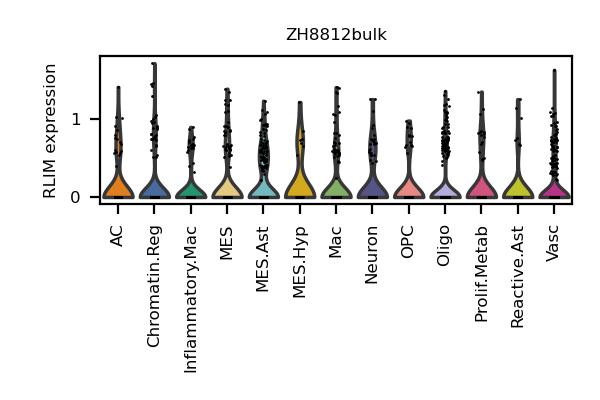 ZH8812bulk
RLIM expression
1
0
AC
Chromatin.Reg
Inflammatory.Mac
MES
MES.Ast
MES.Hyp
Mac
Neuron
OPC
Oligo
Prolif.Metab
Reactive.Ast
Vasc